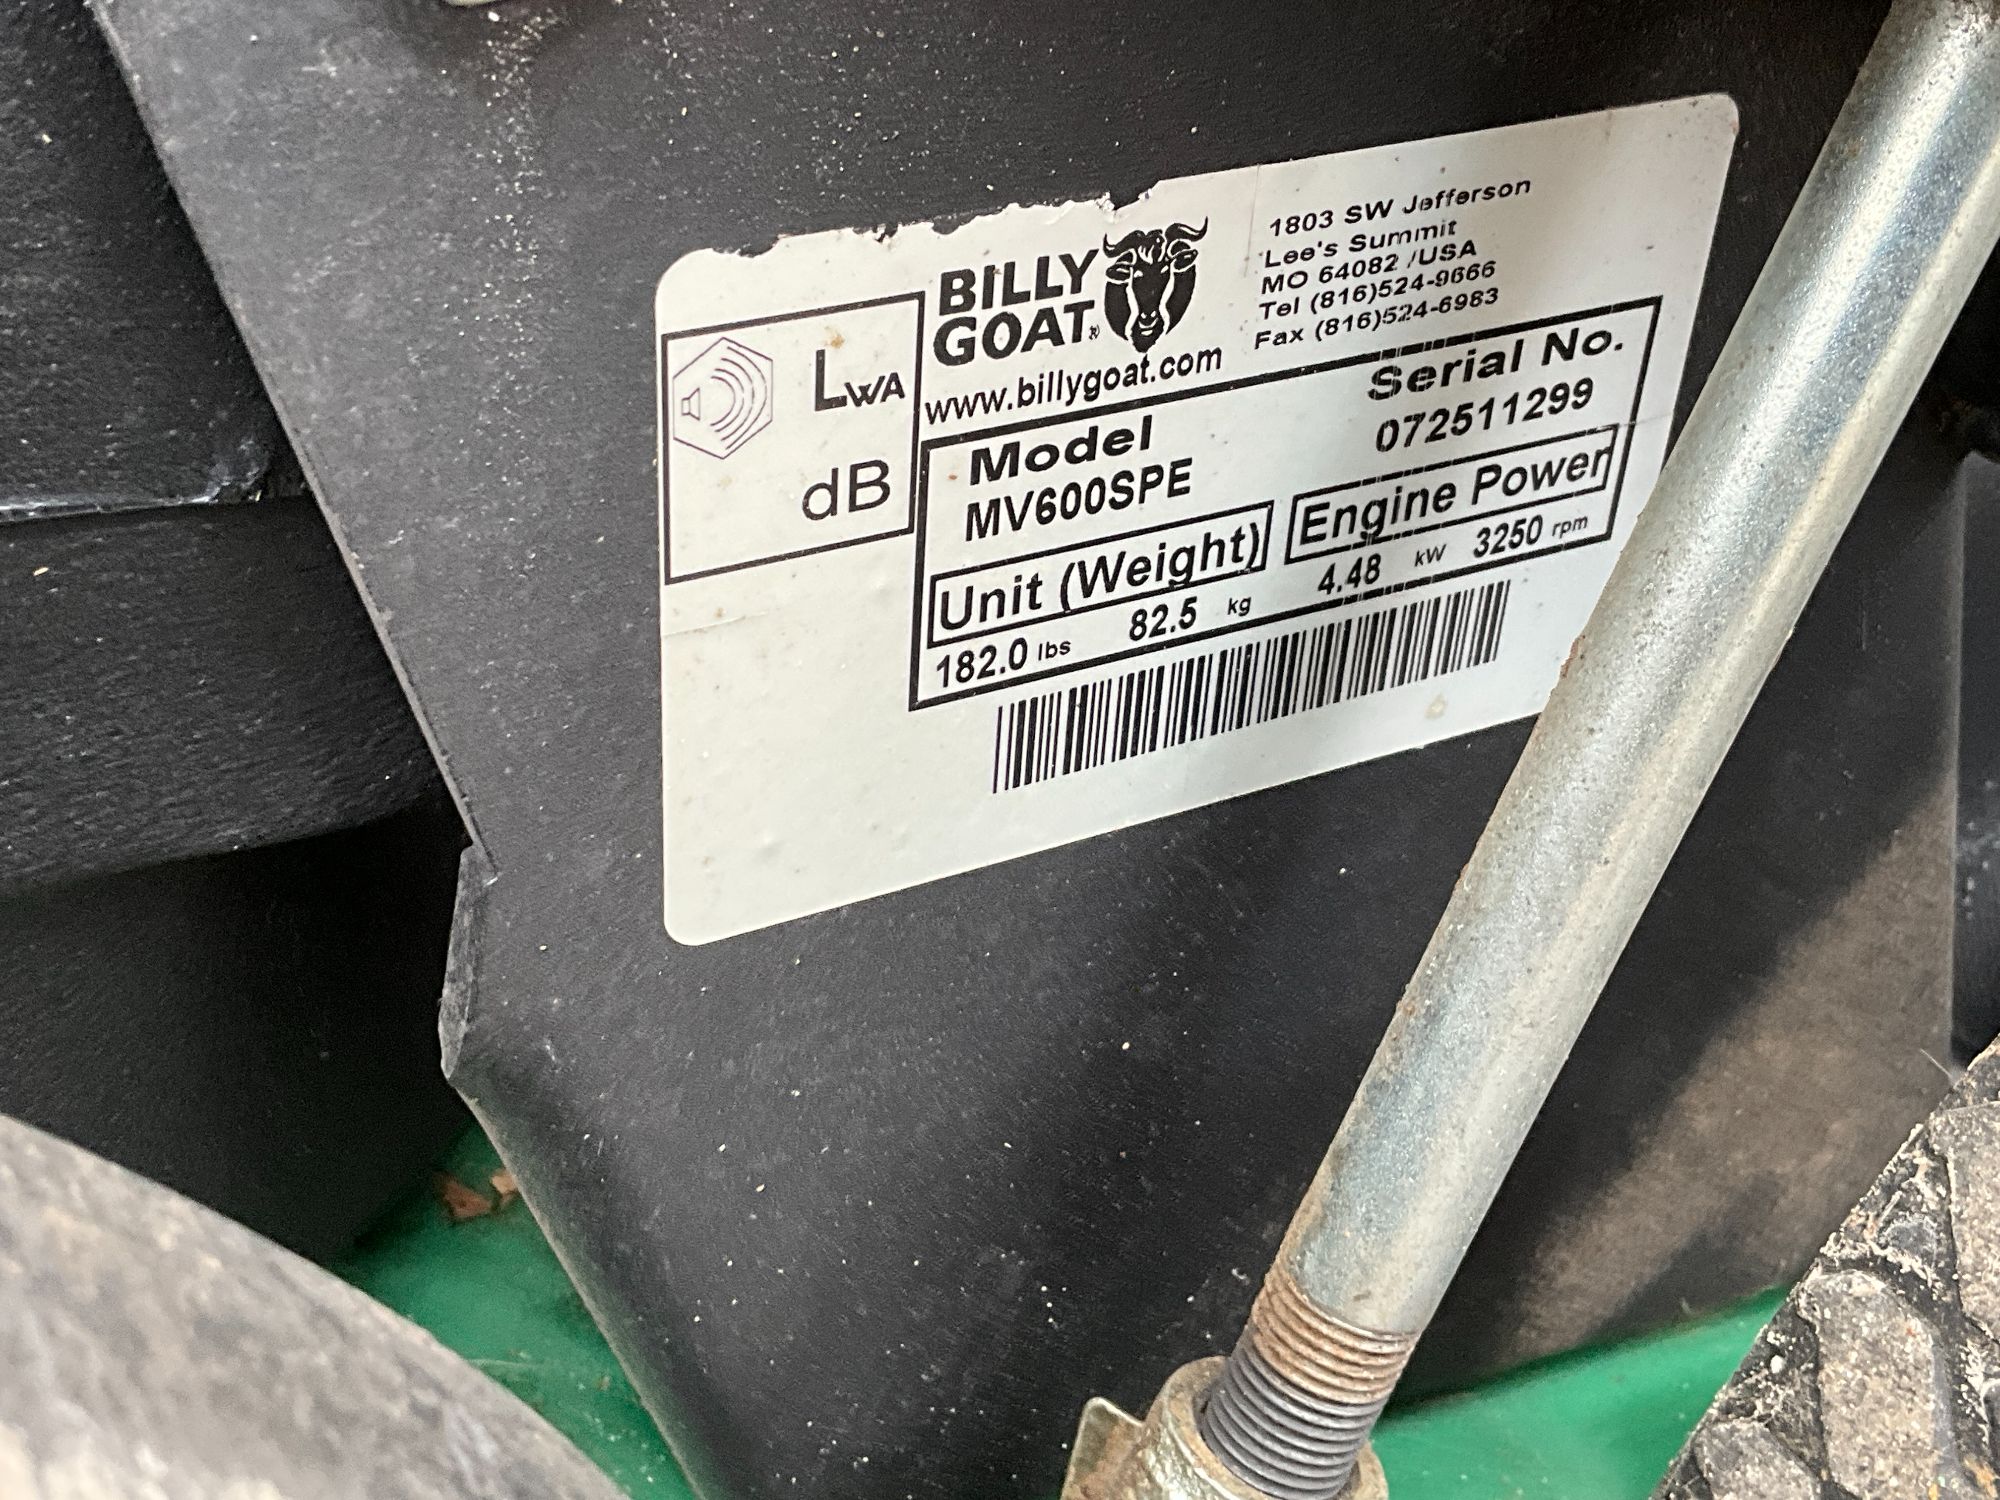 BILLY
GOAT®
www.billygoat.com
1803 SW Jefferson
Lee's Summit
MO 64082 /USA
Tel (816)524-9666
Fax (816)524-6983
LWA
dB
Model
MV600SPE
Serial No.
072511299
Unit (Weight)
182.0 lbs 82.5 kg
Engine Power
4.48 kW 3250 rpm